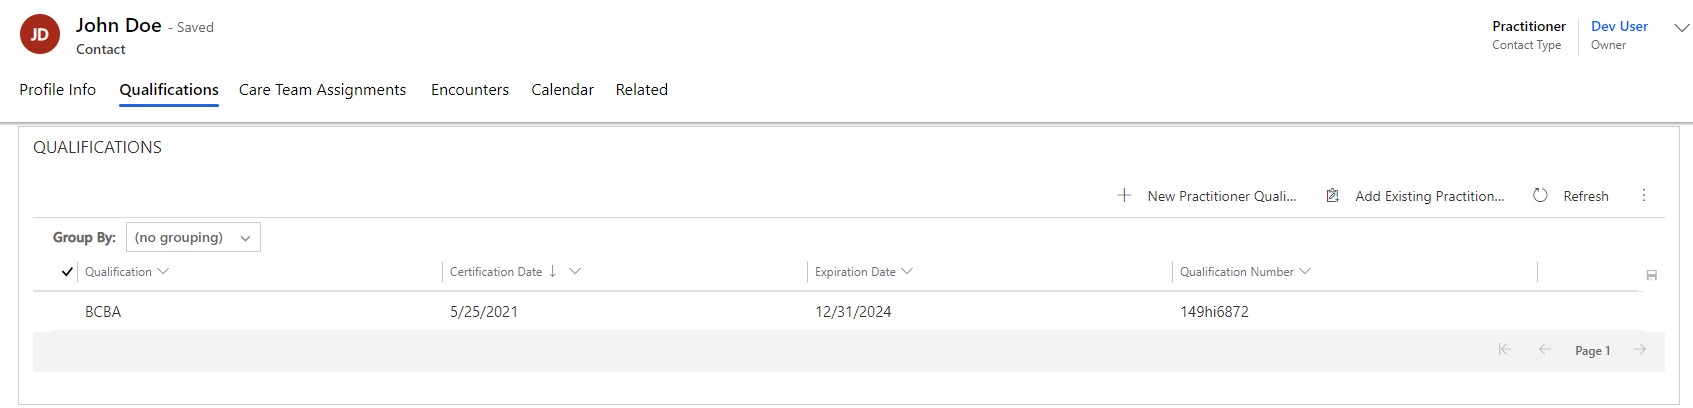 JD
John Doe - Saved
Contact
Practitioner
Contact Type
Dev User
Owner
Profile Info Qualifications Care Team Assignments Encounters Calendar Related
QUALIFICATIONS
New Practitioner Quali... Add Existing Practition... Refresh
Group By: (no grouping)
Qualification Certification Date Expiration Date Qualification Number
BCBA 5/25/2021 12/31/2024 149hi6872
Page 1